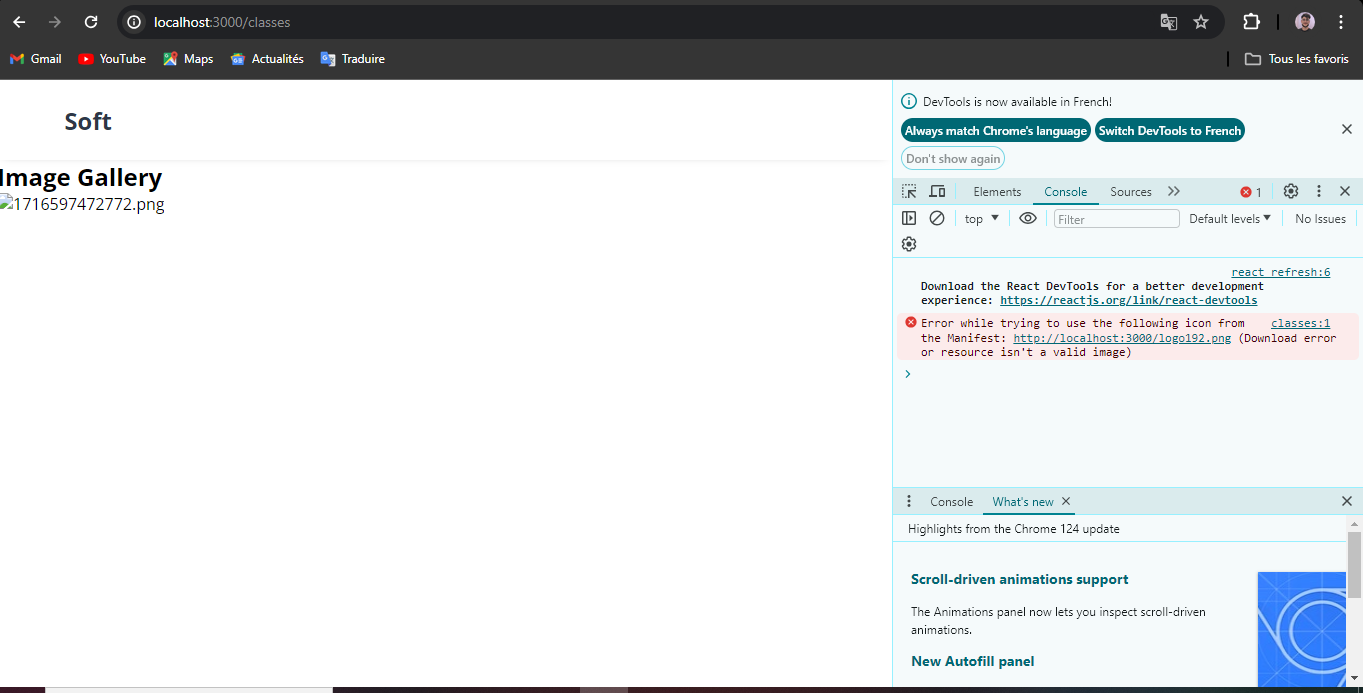 localhost:3000/classes
Gmail YouTube Maps Actualités Traduire Tous les favoris
Soft
Image Gallery
1716597472772.png
DevTools is now available in French!
Always match Chrome's language Switch DevTools to French
Don't show again
Elements Console Sources 1
top Filter Default levels No Issues
react refresh:6
Download the React DevTools for a better development
experience: https://reactjs.org/link/react-devtools
Error while trying to use the following icon from classes:1
the Manifest: http://localhost:3000/logo192.png (Download error
or resource isn't a valid image)
Console What's new
Highlights from the Chrome 124 update
Scroll-driven animations support
The Animations panel now lets you inspect scroll-driven
animations.
New Autofill panel